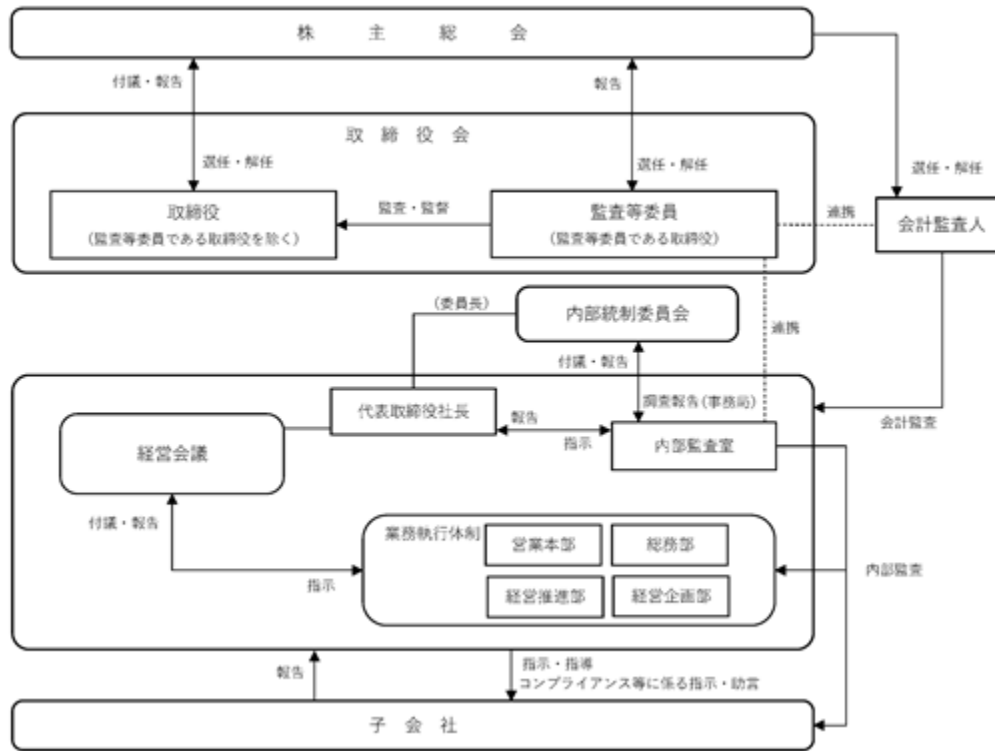 株主総会
付議・報告
報告
取締役会
選任・解任
選任・解任
選任・解任
取締役
(監査等委員である取締役を除く)
監査・監督
監査等委員
(監査等委員である取締役)
連携
会計監査人
(委員長)
内部統制委員会
連携
付議・報告
代表取締役社長
報告
調査報告(事務局)
会計監査
経営会議
指示
内部監査室
付議・報告
業務執行体制
営業本部
総務部
指示
内部監査
経営推進部
経営企画部
報告
指示・指導
コンプライアンス等に係る指示・助言
子会社